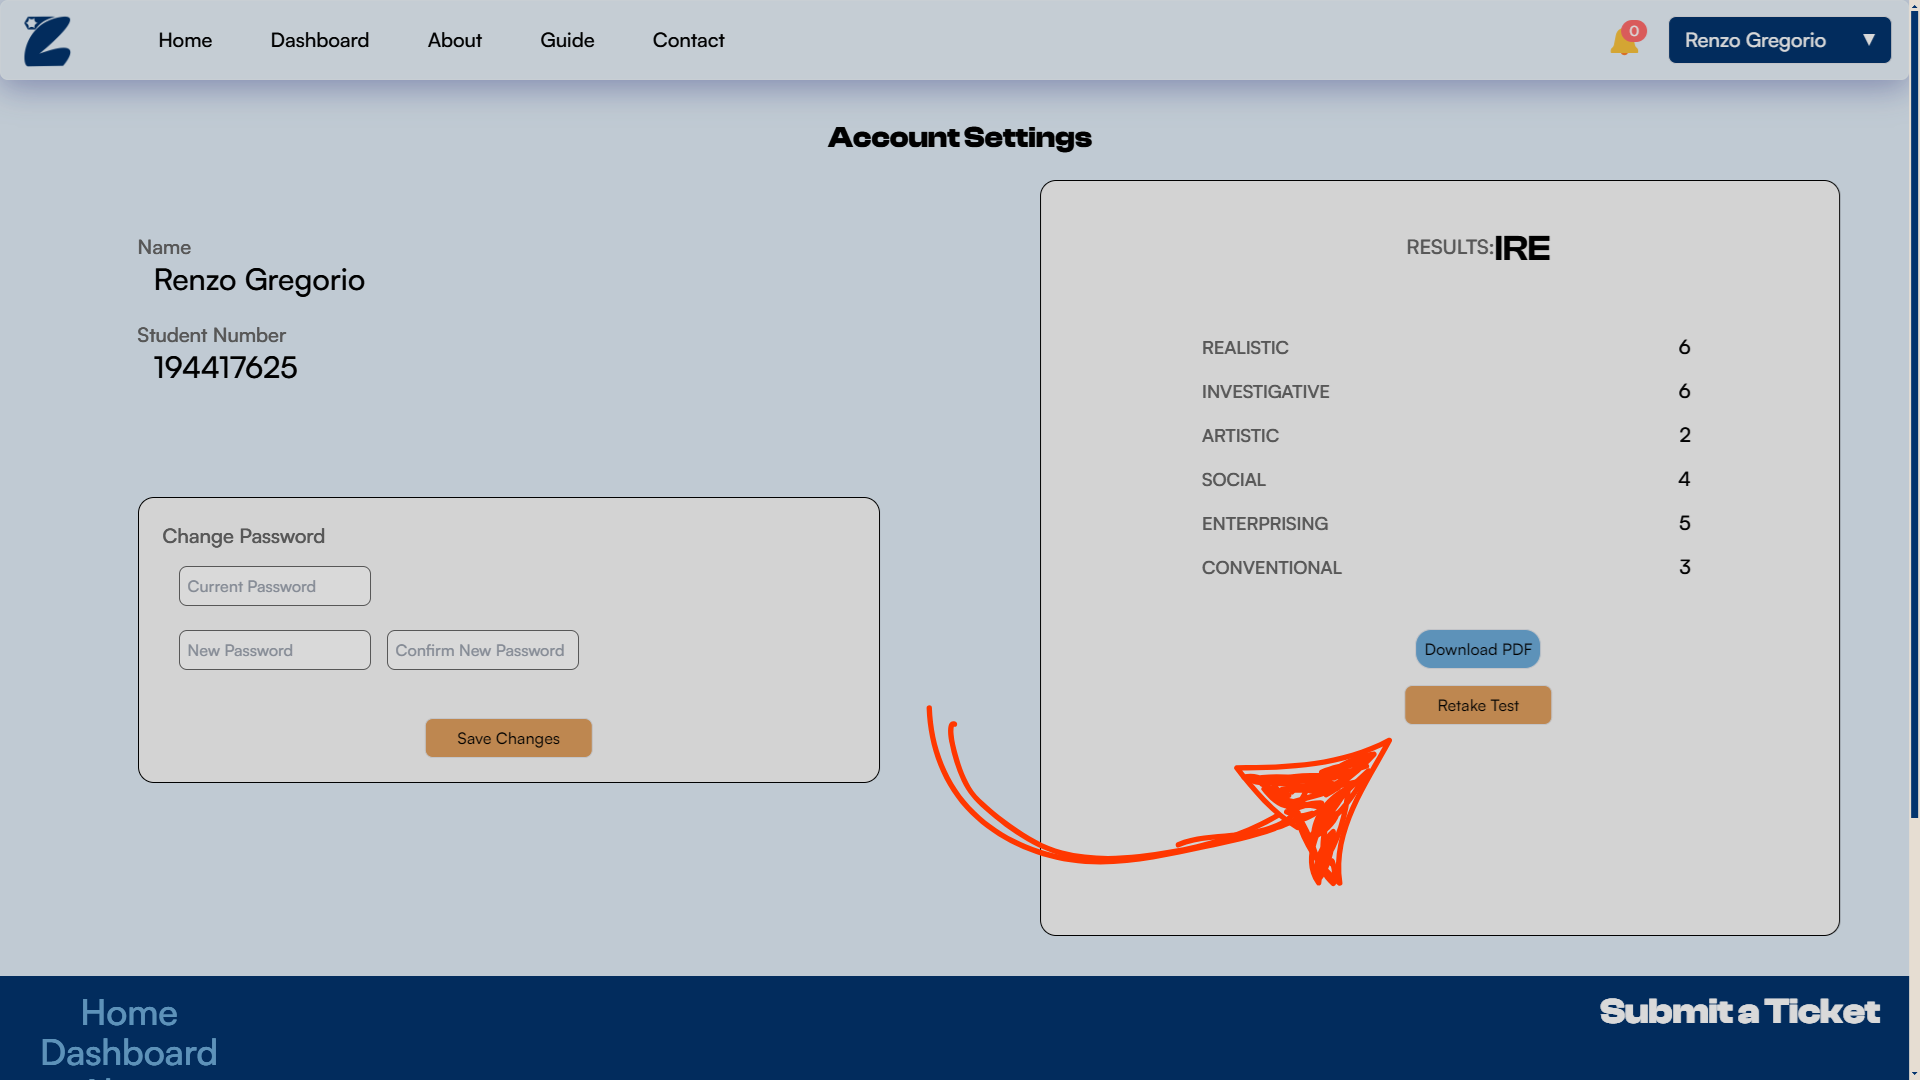 Home Dashboard About Guide Contact
0
Renzo Gregorio ▼
Account Settings
Name
Renzo Gregorio
Student Number
194417625
Change Password
Current Password
New Password Confirm New Password
Save Changes
RESULTS:IRE
REALISTIC 6
INVESTIGATIVE 6
ARTISTIC 2
SOCIAL 4
ENTERPRISING 5
CONVENTIONAL 3
Download PDF
Retake Test
Home
Dashboard
Submit a Ticket